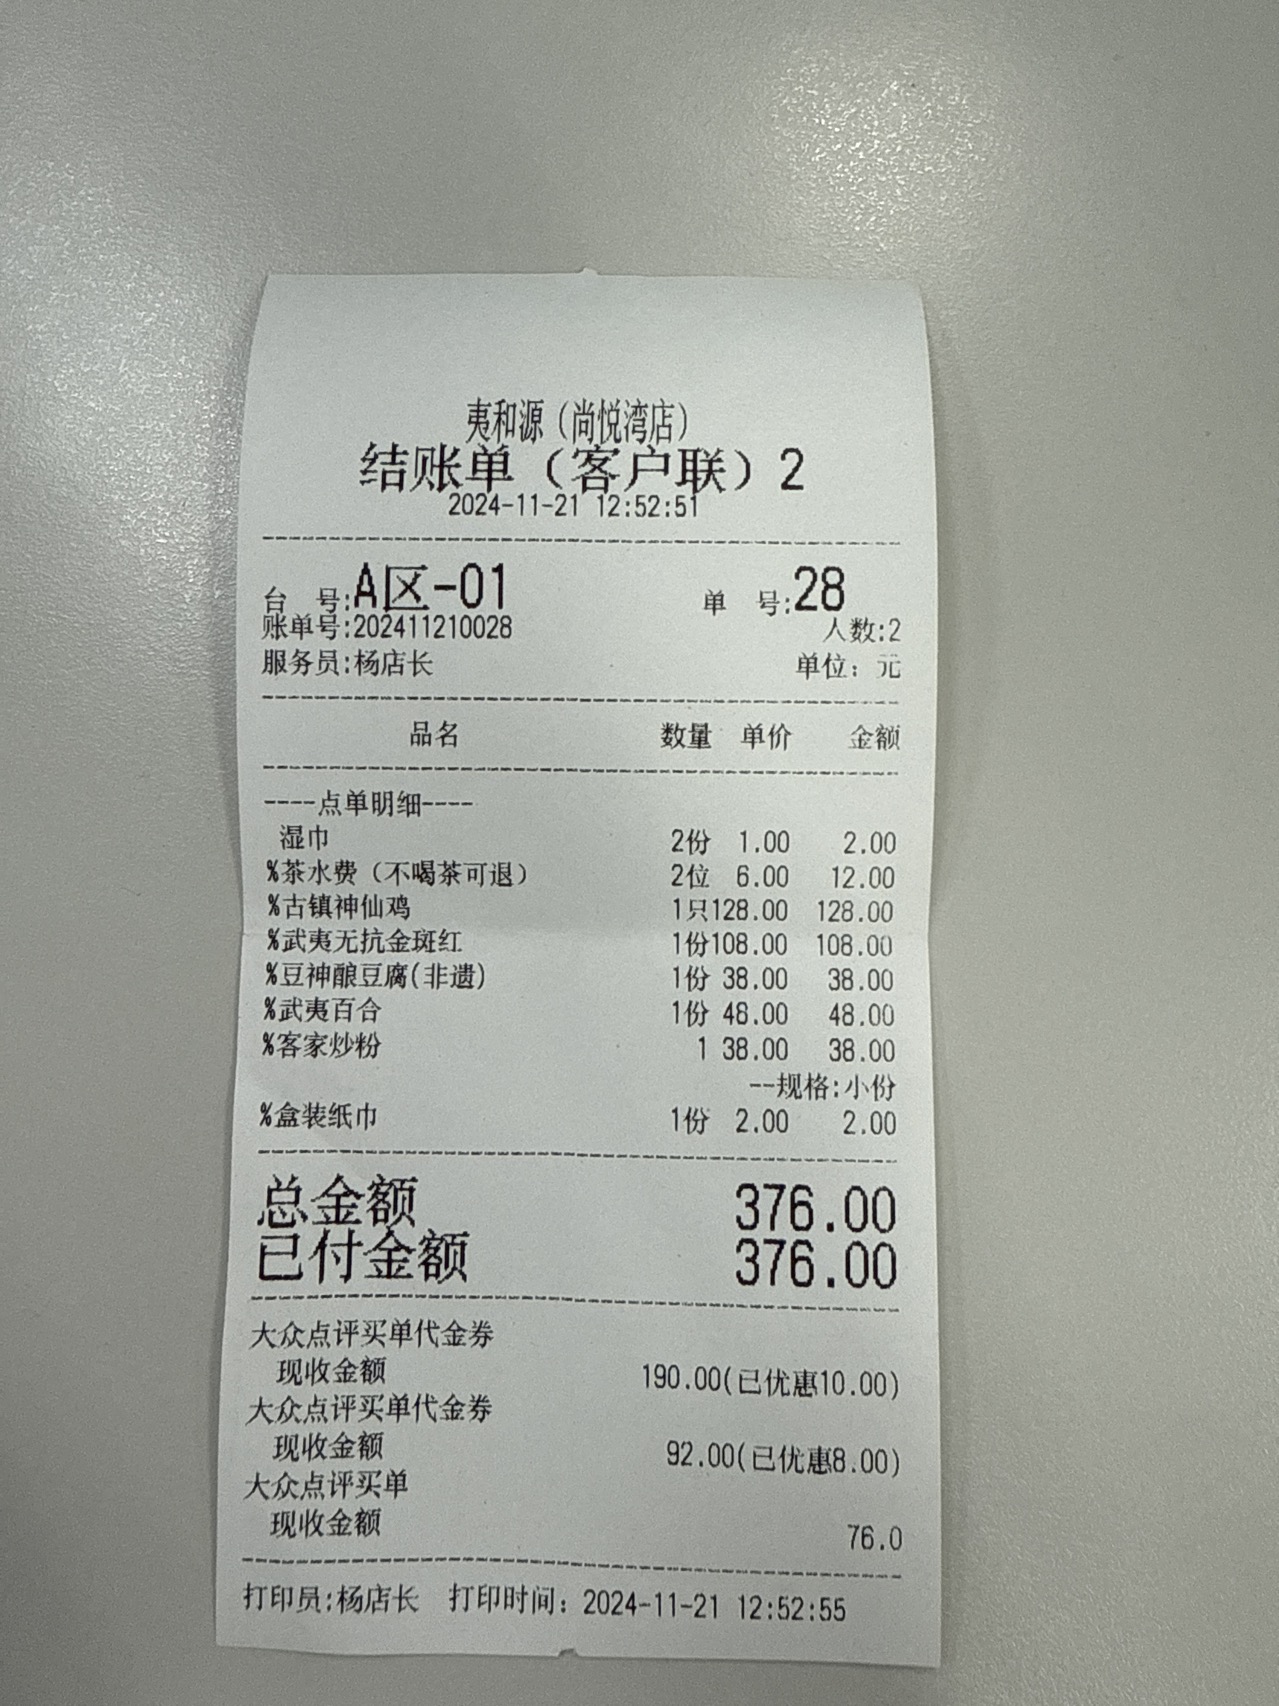 夷和源（尚悦湾店）
结账单（客户联）2
2024-11-21 12:52:51
台 号:A区-01 单 号:28
账单号:202411210028 人数:2
服务员:杨店长 单位：元
品名 数量 单价 金额
----点单明细----
湿巾 2份 1.00 2.00
%茶水费（不喝茶可退） 2位 6.00 12.00
%古镇神仙鸡 1只128.00 128.00
%武夷无抗金斑红 1份108.00 108.00
%豆神酿豆腐(非遗) 1份 38.00 38.00
%武夷百合 1份 48.00 48.00
%客家炒粉 1 38.00 38.00
--规格:小份
%盒装纸巾 1份 2.00 2.00
总金额 376.00
已付金额 376.00
大众点评买单代金券
现收金额 190.00(已优惠10.00)
大众点评买单代金券
现收金额 92.00(已优惠8.00)
大众点评买单
现收金额 76.0
打印员:杨店长 打印时间：2024-11-21 12:52:55